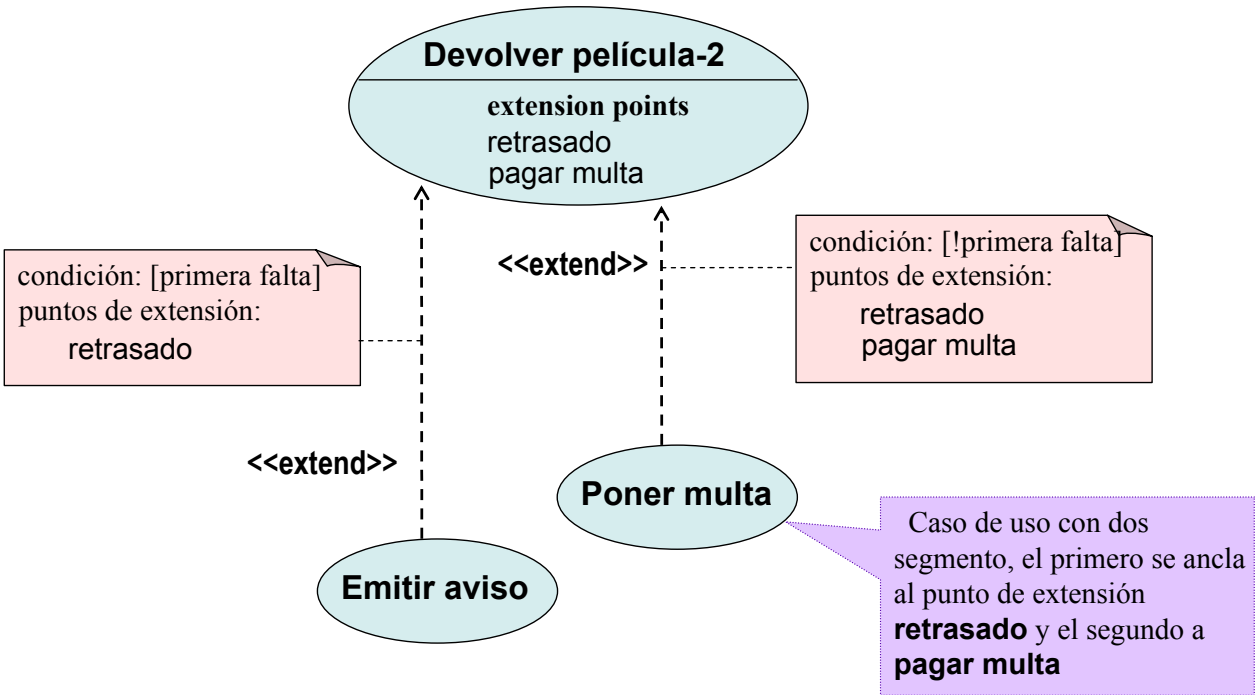 Devolver película-2
extension points
retrasado
pagar multa
condición: [primera falta]
puntos de extensión:
retrasado
<<extend>>
condición: [!primera falta]
puntos de extensión:
retrasado
pagar multa
<<extend>>
Poner multa
Emitir aviso
Caso de uso con dos
segmento, el primero se ancla
al punto de extensión
retrasado y el segundo a
pagar multa